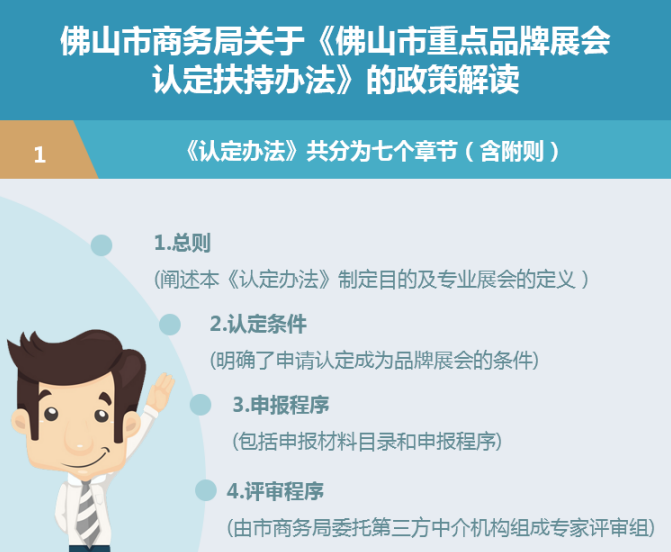 佛山市商务局关于《佛山市重点品牌展会
认定扶持办法》的政策解读
1
《认定办法》共分为七个章节（含附则）
1.总则
(阐述本《认定办法》制定目的及专业展会的定义）
2.认定条件
(明确了申请认定成为品牌展会的条件)
3.申报程序
(包括申报材料目录和申报程序)
4.评审程序
(由市商务局委托第三方中介机构组成专家评审组)